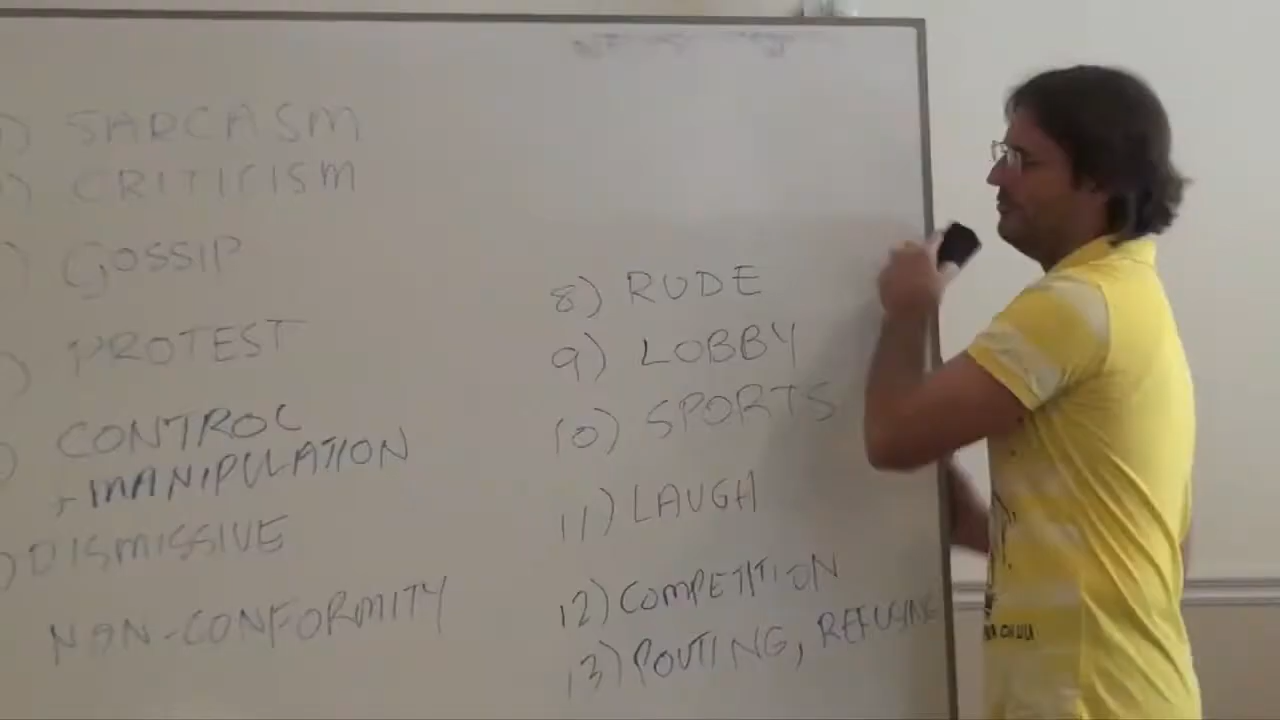 ) SARCASM
) CRITICISM
) GOSSIP
) PROTEST
) CONTROL
+ MANIPULATION
) DISMISSIVE
NON-CONFORMITY
8) RUDE
9) LOBBY
10) SPORTS
11) LAUGH
12) COMPETITION
13) POUTING, REFUSING